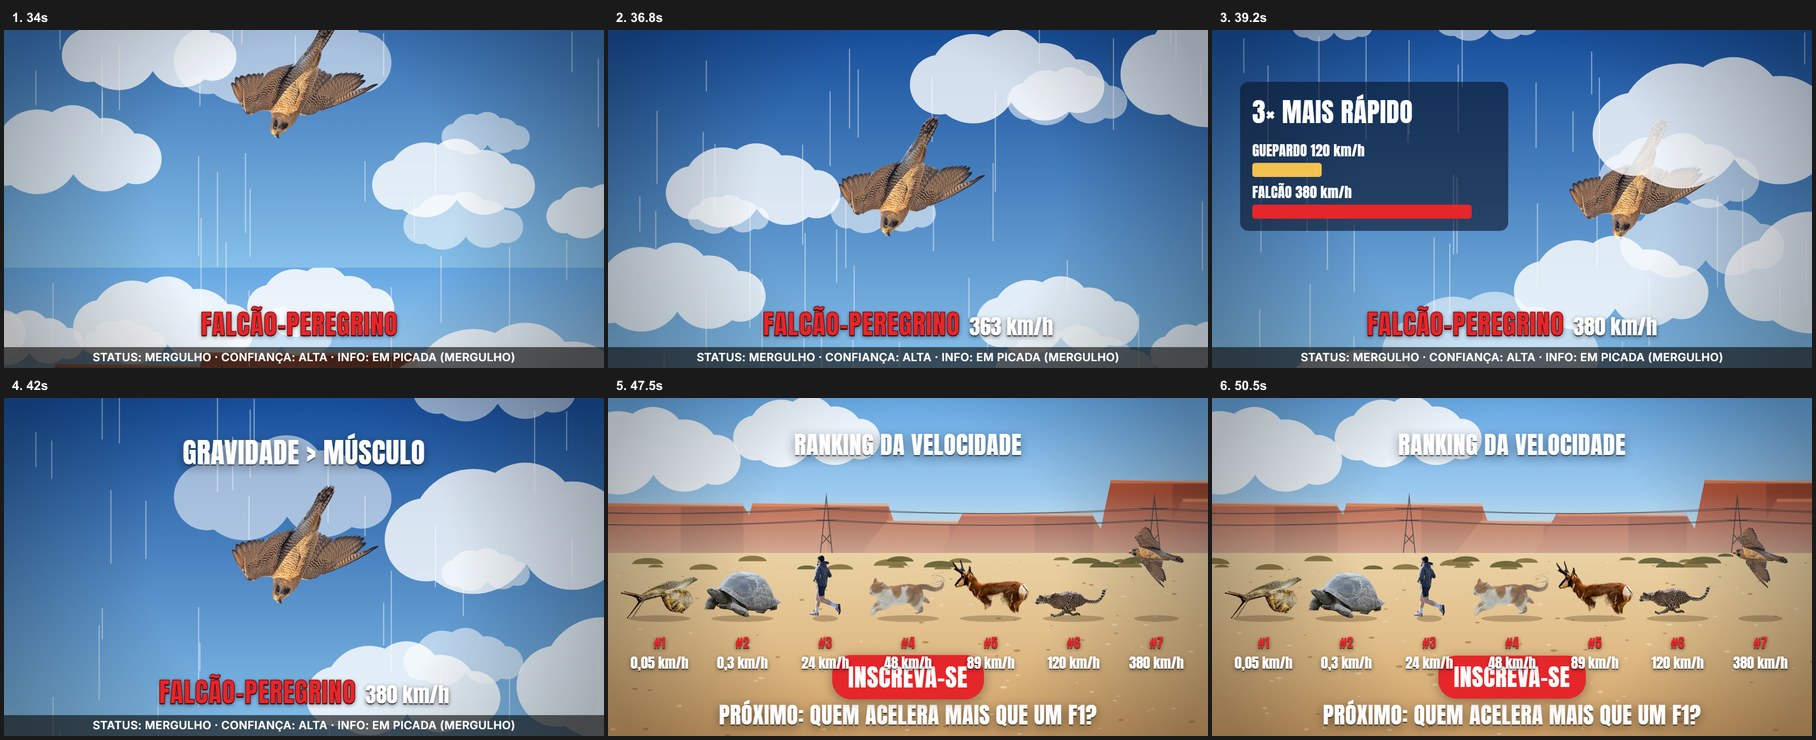 1. 34s
FALCÃO-PEREGRINO
STATUS: MERGULHO · CONFIANÇA: ALTA · INFO: EM PICADA (MERGULHO)
2. 36.8s
FALCÃO-PEREGRINO 363 km/h
STATUS: MERGULHO · CONFIANÇA: ALTA · INFO: EM PICADA (MERGULHO)
3. 39.2s
3× MAIS RÁPIDO
GUEPARDO 120 km/h
FALCÃO 380 km/h
FALCÃO-PEREGRINO 380 km/h
STATUS: MERGULHO · CONFIANÇA: ALTA · INFO: EM PICADA (MERGULHO)
4. 42s
GRAVIDADE > MÚSCULO
FALCÃO-PEREGRINO 380 km/h
STATUS: MERGULHO · CONFIANÇA: ALTA · INFO: EM PICADA (MERGULHO)
5. 47.5s
RANKING DA VELOCIDADE
#1 #2 #3 #4 #5 #6 #7
0,05 km/h 0,3 km/h 24 km/h 48 km/h 89 km/h 120 km/h 380 km/h
INSCREVA-SE
PRÓXIMO: QUEM ACELERA MAIS QUE UM F1?
6. 50.5s
RANKING DA VELOCIDADE
#1 #2 #3 #4 #5 #6 #7
0,05 km/h 0,3 km/h 24 km/h 48 km/h 89 km/h 120 km/h 380 km/h
INSCREVA-SE
PRÓXIMO: QUEM ACELERA MAIS QUE UM F1?